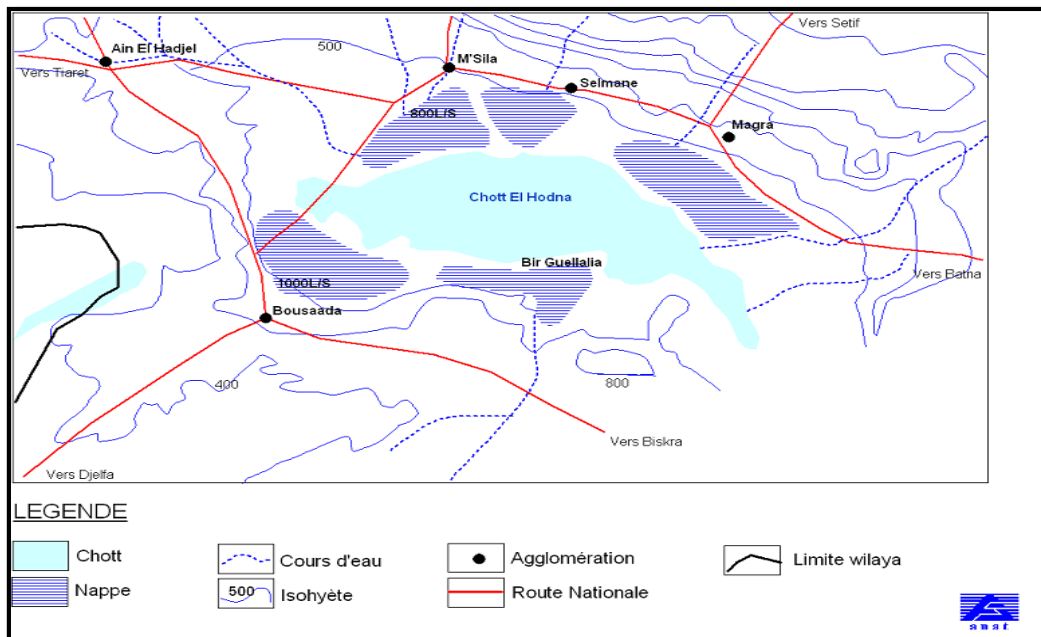 Vers Setif
Ain El Hadjel
500
M'Sila
Vers Tiaret
Selmane
800L/S
Magra
Chott El Hodna
Bir Guellalia
Vers Batna
1000L/S
Bousaada
400
800
Vers Biskra
Vers Djelfa
LEGENDE
Chott
Cours d'eau
Agglomération
Limite wilaya
Nappe
500
Isohyète
Route Nationale
anat